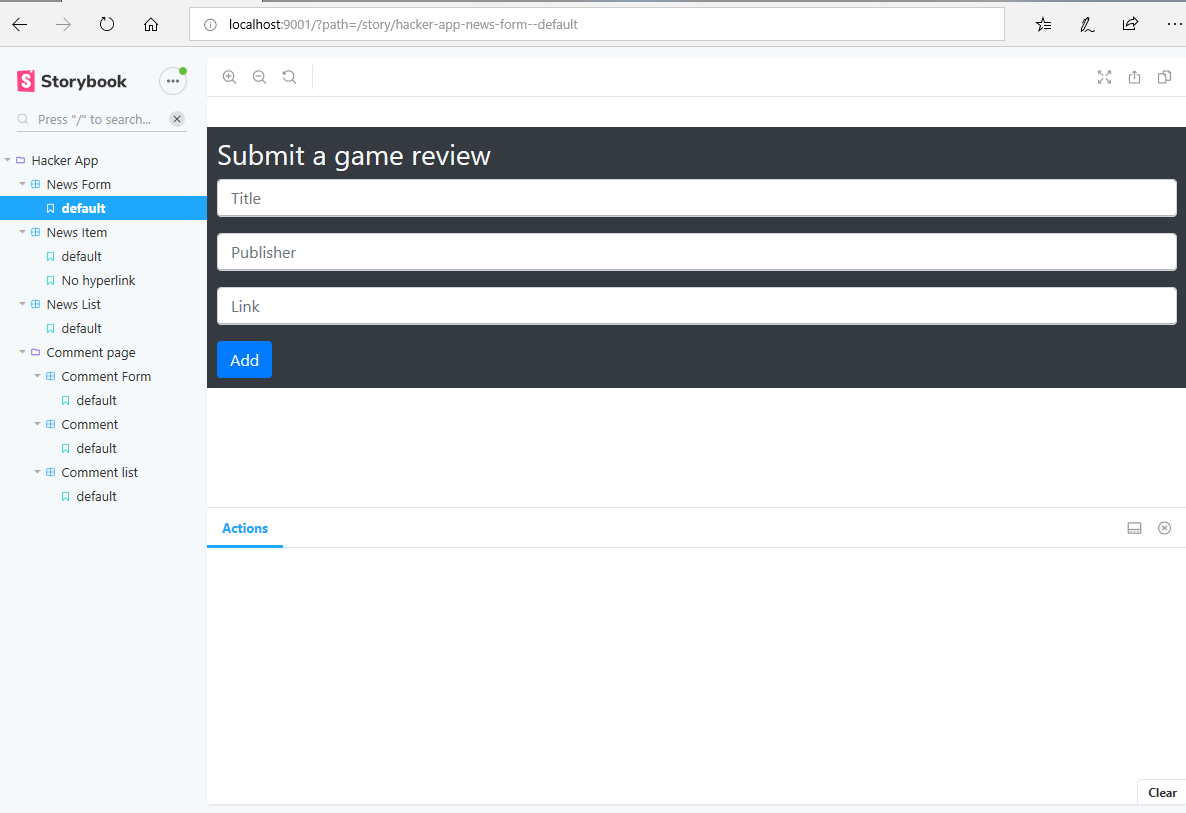 localhost:9001/?path=/story/hacker-app-news-form--default
Storybook
Press "/" to search...
Hacker App
News Form
default
News Item
default
No hyperlink
News List
default
Comment page
Comment Form
default
Comment
default
Comment list
default
Submit a game review
Title
Publisher
Link
Add
Actions
Clear